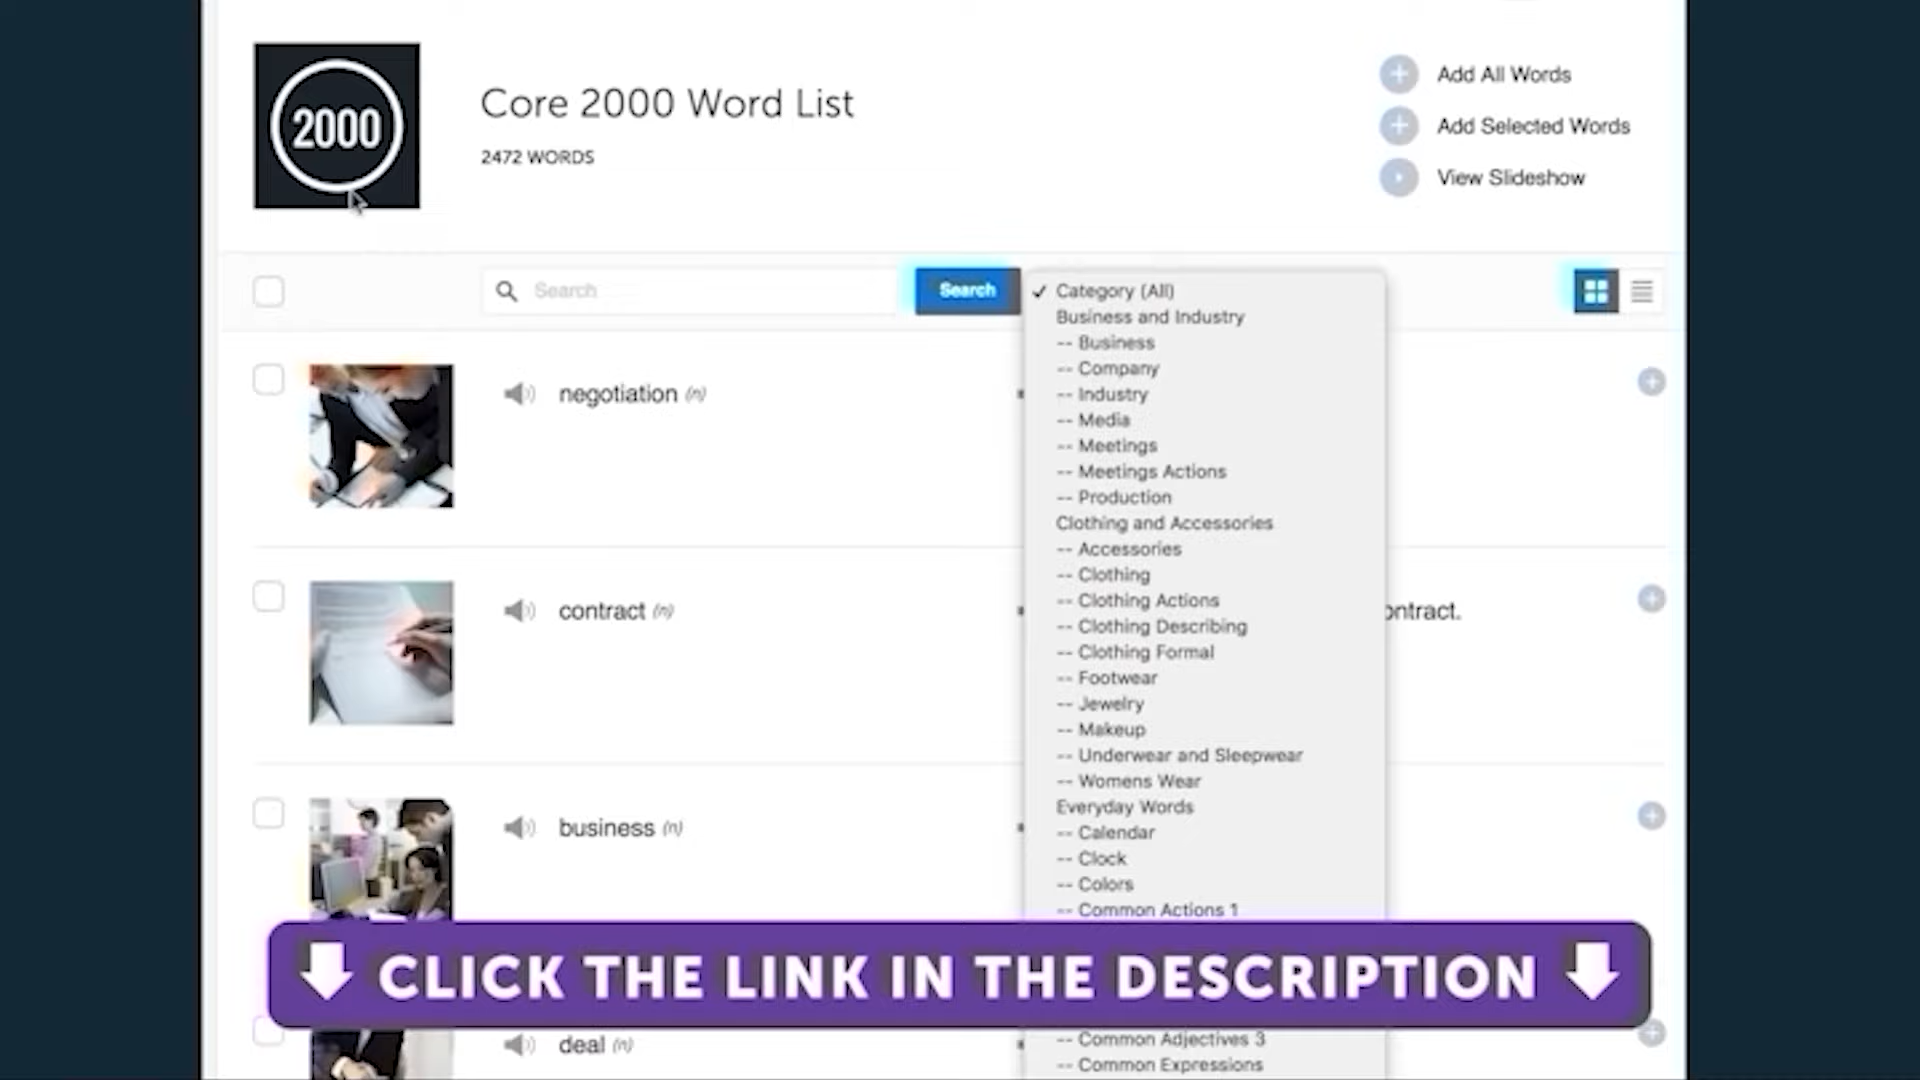 2000
Core 2000 Word List
2472 WORDS
Add All Words
Add Selected Words
View Slideshow
Search
Search
✓ Category (All)
Business and Industry
-- Business
-- Company
-- Industry
-- Media
-- Meetings
-- Meetings Actions
-- Production
Clothing and Accessories
-- Accessories
-- Clothing
-- Clothing Actions
-- Clothing Describing
-- Clothing Formal
-- Footwear
-- Jewelry
-- Makeup
-- Underwear and Sleepwear
-- Womens Wear
Everyday Words
-- Calendar
-- Clock
-- Colors
-- Common Actions 1
-- Common Adjectives 3
-- Common Expressions
negotiation (n)
contract (n)
ontract.
business (n)
deal (n)
CLICK THE LINK IN THE DESCRIPTION